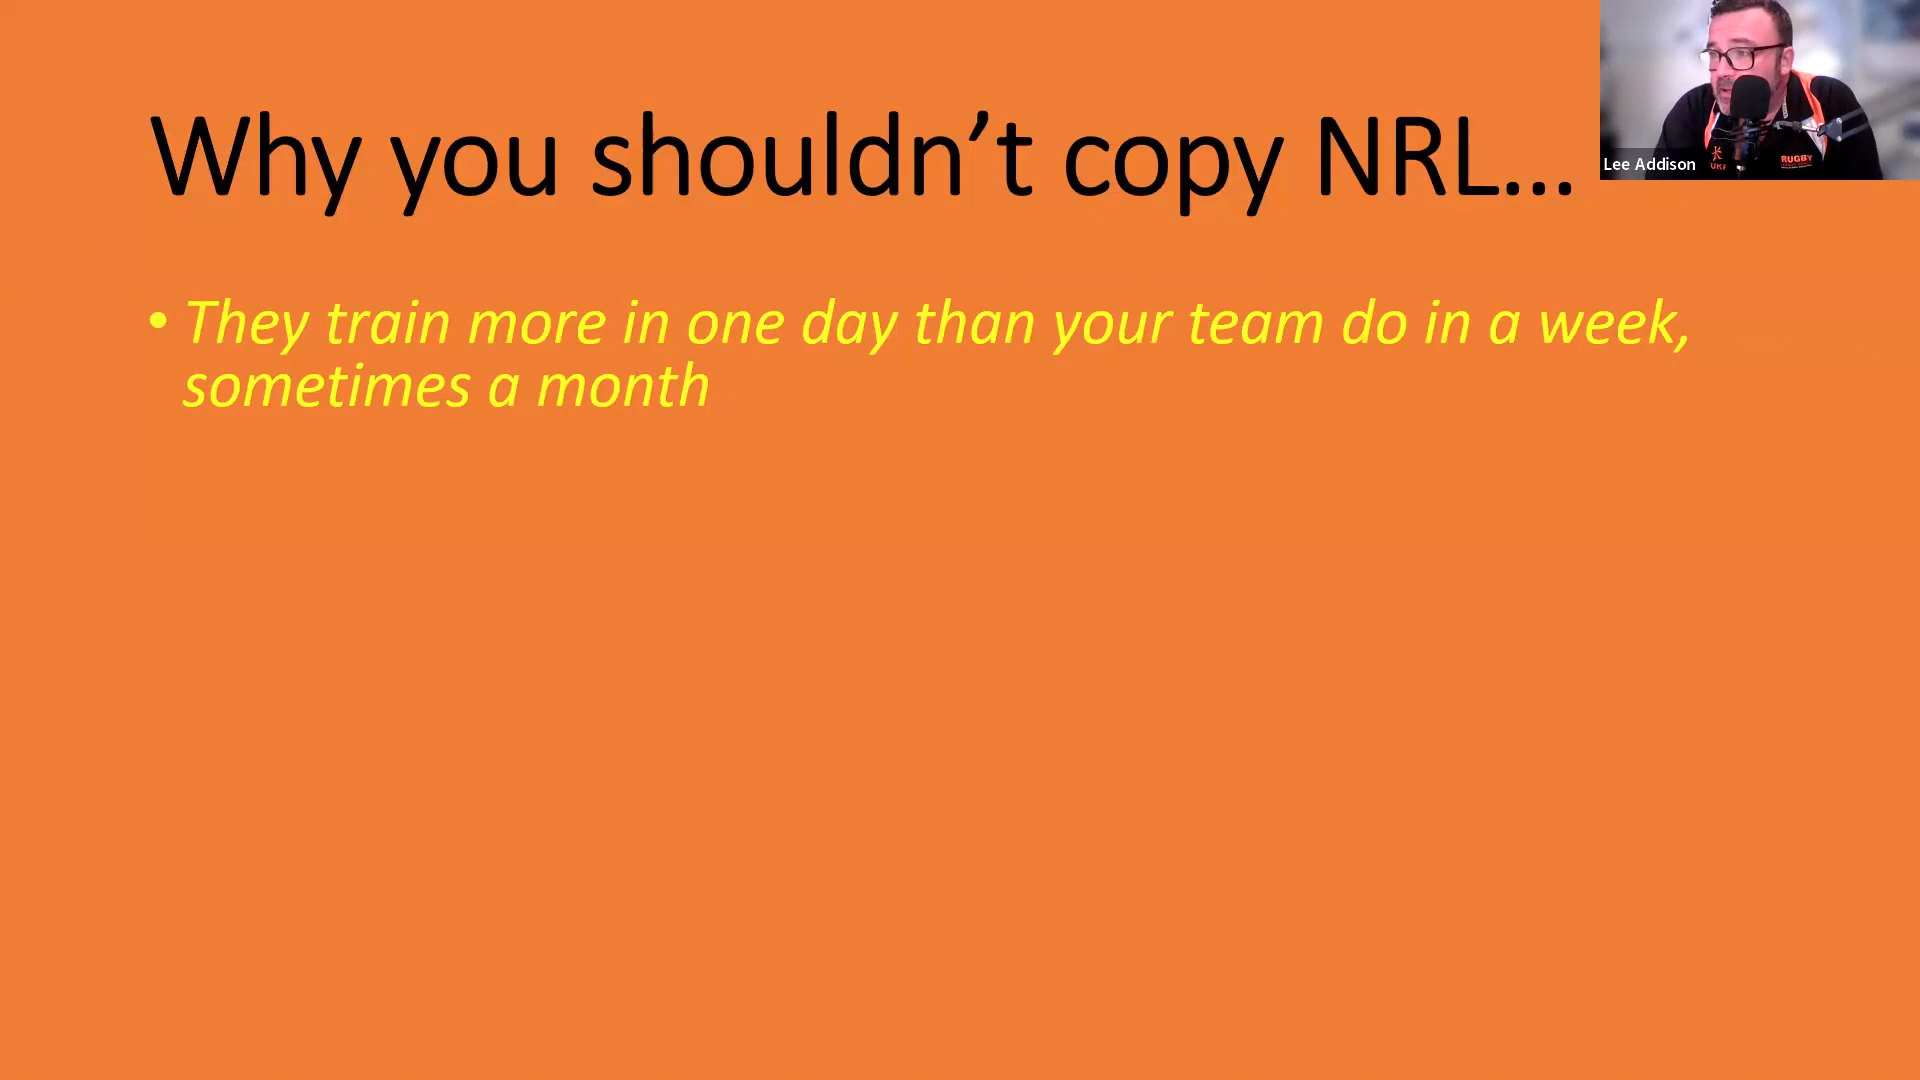 Why you shouldn’t copy NRL...
Lee Addison
RUGBY
• They train more in one day than your team do in a week,
sometimes a month